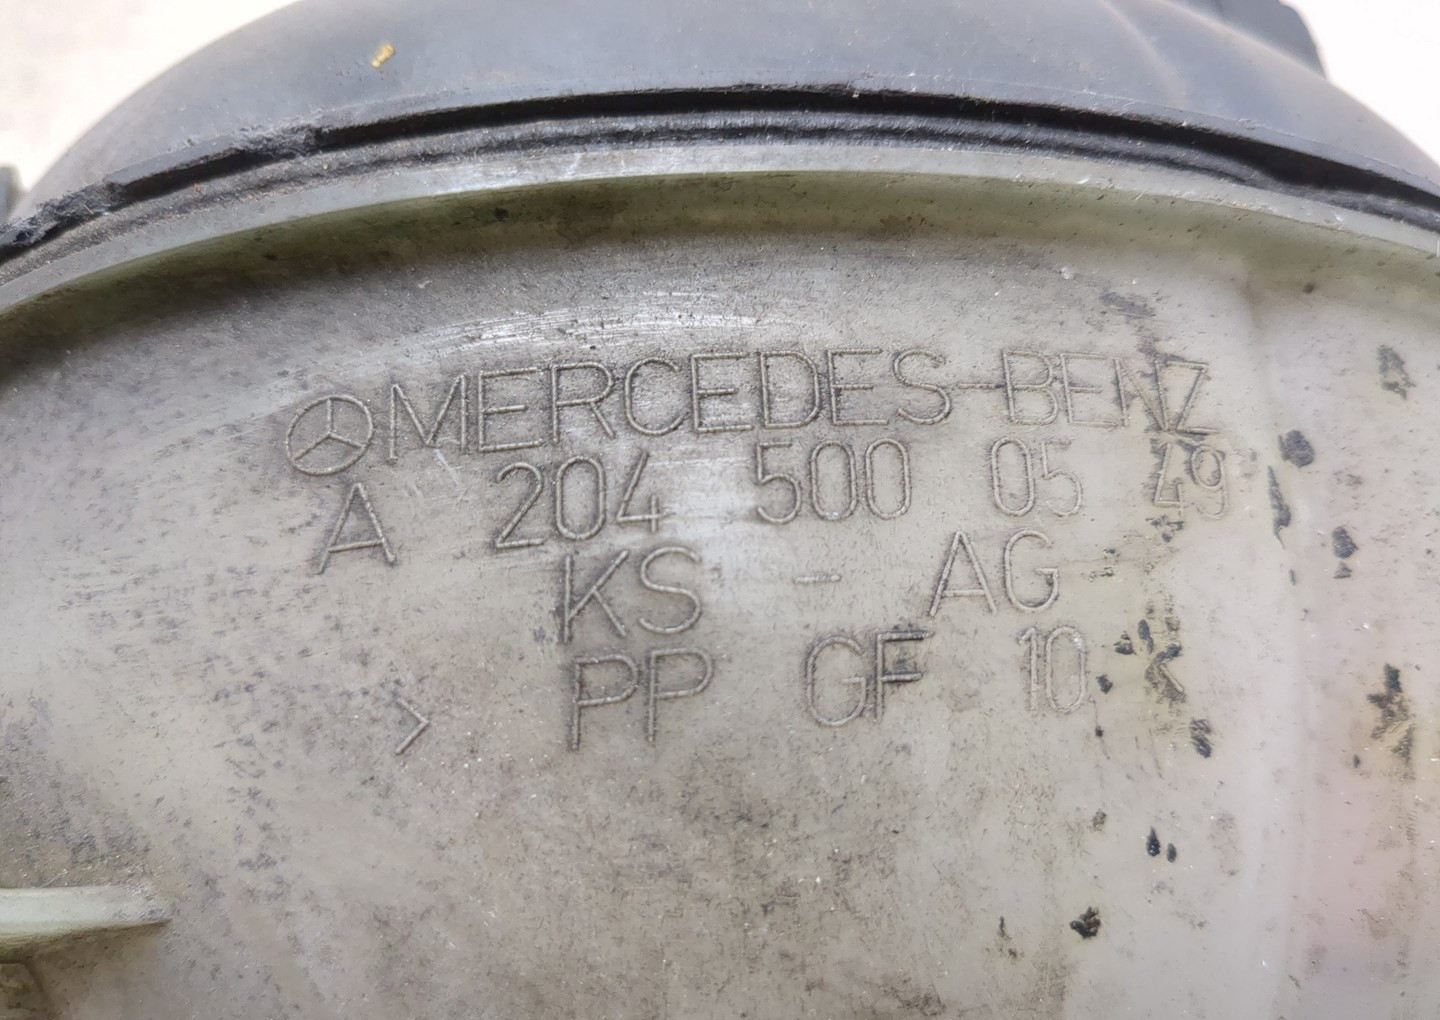 MERCEDES-BENZ
A 204 500 05 49
KS - AG
> PP GF 10 <